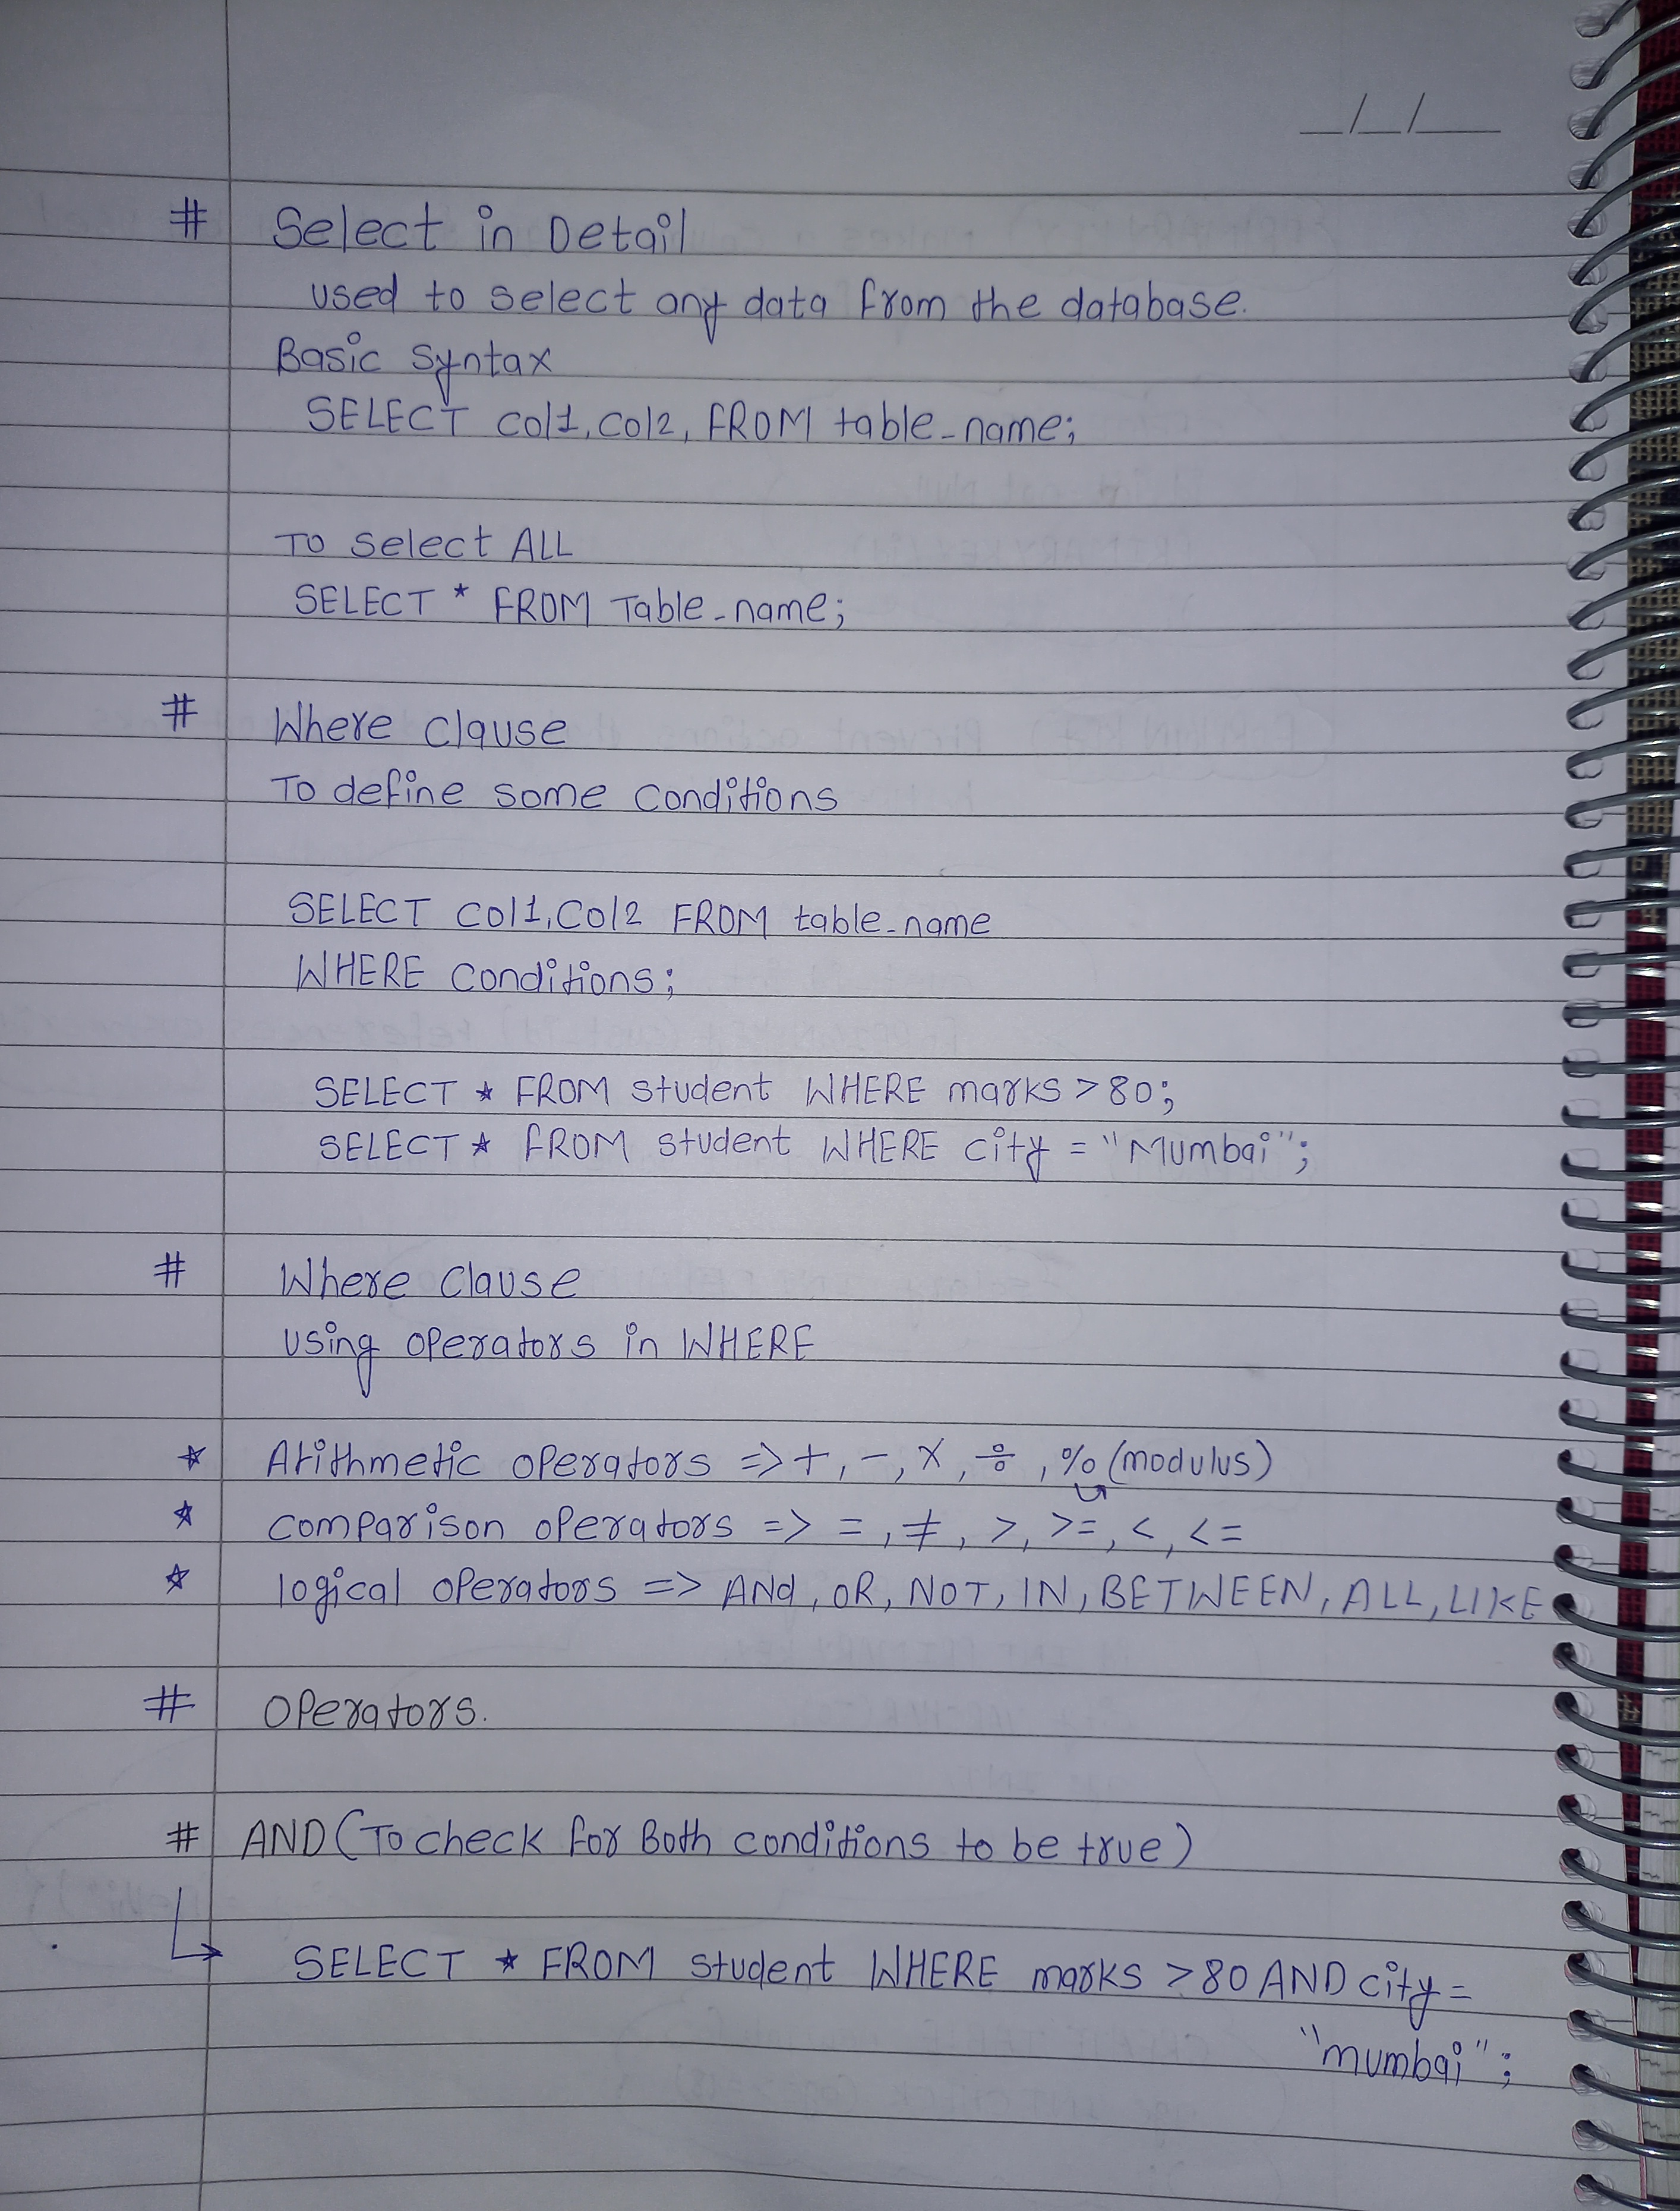 _/_/__
# Select in Detail
used to select any data from the database.
Basic Syntax
SELECT col1, col2, FROM table_name;
To select ALL
SELECT * FROM Table_name;
# Where Clause
To define some conditions
SELECT col1, col2 FROM table_name
WHERE conditions;
SELECT * FROM student WHERE marks > 80;
SELECT * FROM student WHERE city = "Mumbai";
# Where Clause
using operators in WHERE
* Arithmetic operators => +, -, x, ÷, % (modulus)
* comparison operators => =, ≠, >, >=, <, <=
* logical operators => ANd, OR, NOT, IN, BETWEEN, ALL, LIKE
# Operators.
# AND (To check for Both conditions to be true)
↳ SELECT * FROM student WHERE marks > 80 AND city =
"mumbai";